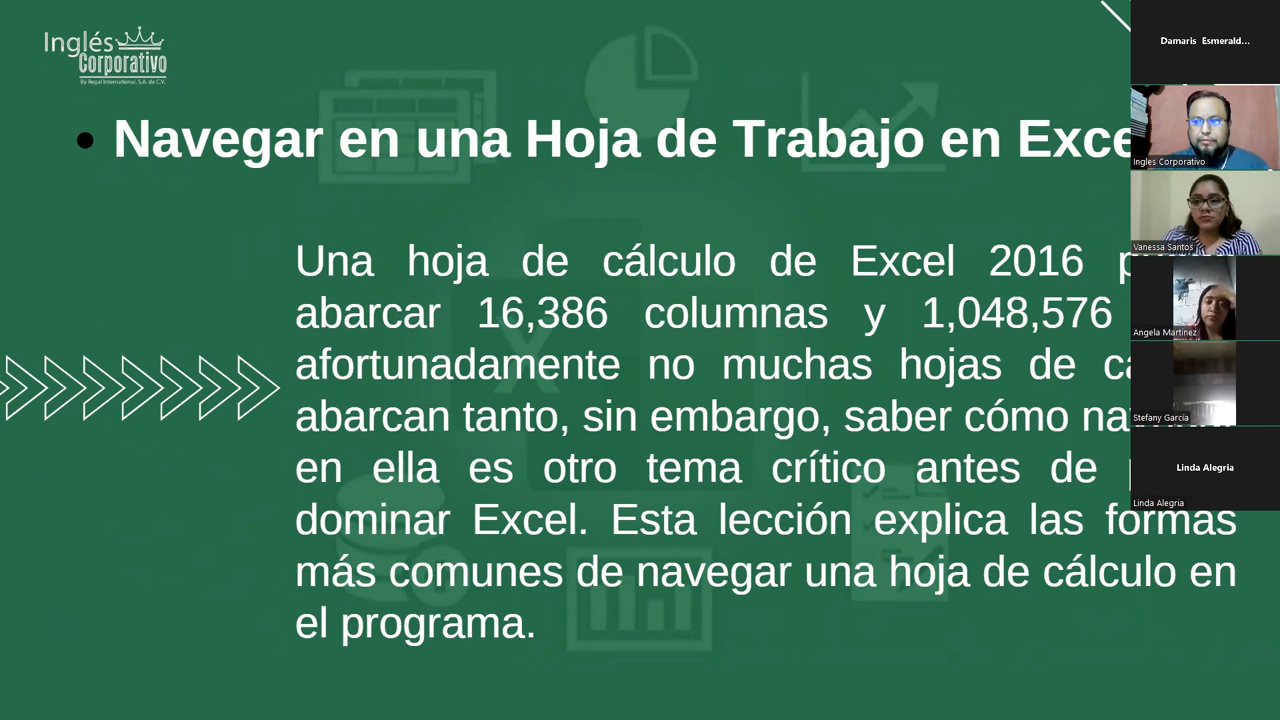 Inglés
Corporativo
By Regal International, S.A. de C.V.
• Navegar en una Hoja de Trabajo en Exce
Una hoja de cálculo de Excel 2016
abarcar 16,386 columnas y 1,048,576
afortunadamente no muchas hojas de
abarcan tanto, sin embargo, saber cómo
en ella es otro tema crítico antes de
dominar Excel. Esta lección explica las formas
más comunes de navegar una hoja de cálculo en
el programa.
Damaris Esmerald...
Ingles Corporativo
Vanessa Santos
Angela Martinez
Stefany García
Linda Alegria
Linda Alegria